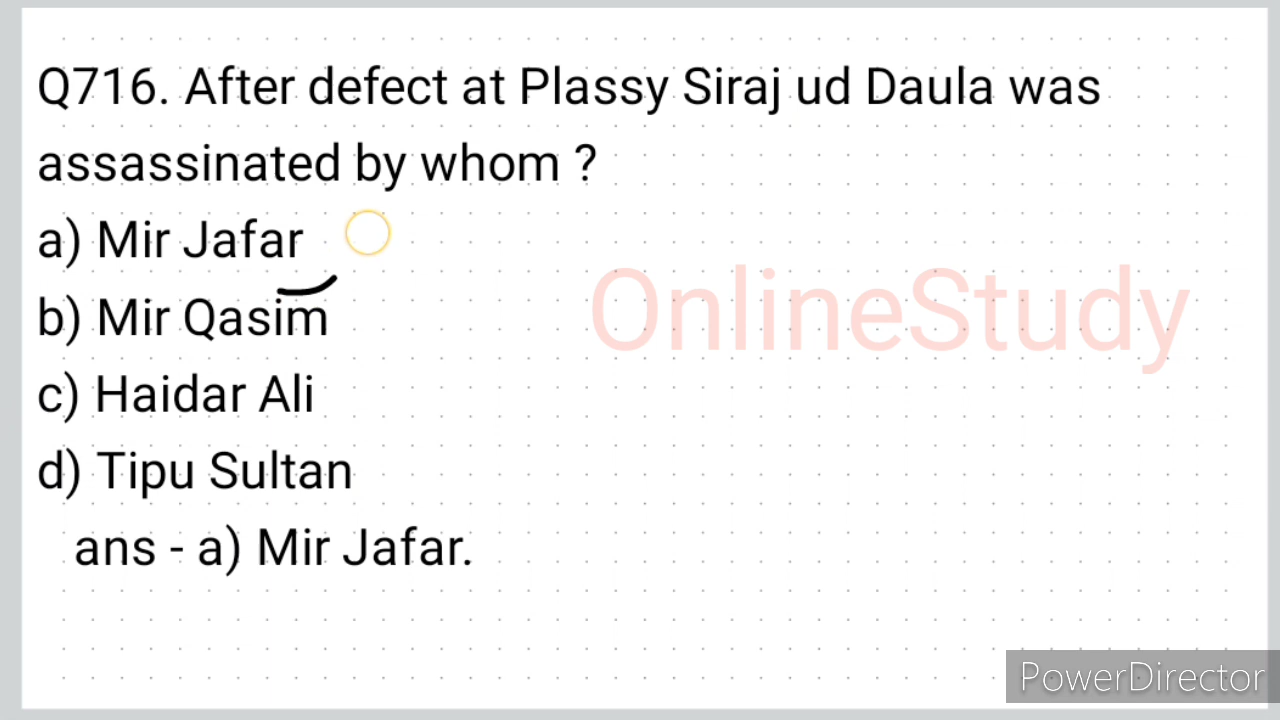 Q716. After defect at Plassy Siraj ud Daula was
assassinated by whom ?
a) Mir Jafar
OnlineStudy
b) Mir Qasim
c) Haidar Ali
d) Tipu Sultan
ans - a) Mir Jafar.
PowerDirector